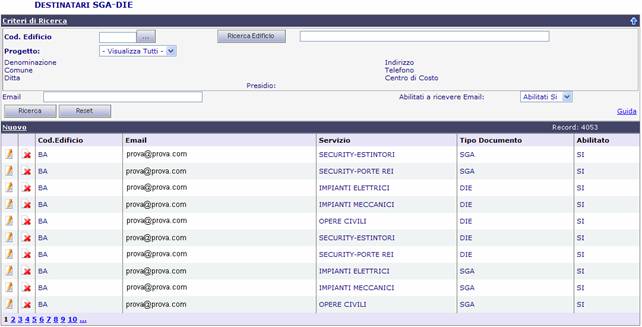 DESTINATARI SGA-DIE
Criteri di Ricerca
Cod. Edificio ... Ricerca Edificio
Progetto: - Visualizza Tutti -
Denominazione Indirizzo
Comune Telefono
Ditta Centro di Costo
Presidio:
Email Abilitati a ricevere Email: Abilitati Si
Ricerca Reset Guida
Nuovo Record: 4053
Cod.Edificio Email Servizio Tipo Documento Abilitato
BA prova@prova.com SECURITY-ESTINTORI SGA SI
BA prova@prova.com SECURITY-PORTE REI SGA SI
BA prova@prova.com IMPIANTI ELETTRICI DIE SI
BA prova@prova.com IMPIANTI MECCANICI DIE SI
BA prova@prova.com OPERE CIVILI DIE SI
BA prova@prova.com SECURITY-ESTINTORI DIE SI
BA prova@prova.com SECURITY-PORTE REI DIE SI
BA prova@prova.com IMPIANTI ELETTRICI SGA SI
BA prova@prova.com IMPIANTI MECCANICI SGA SI
BA prova@prova.com OPERE CIVILI SGA SI
1 2 3 4 5 6 7 8 9 10 ...